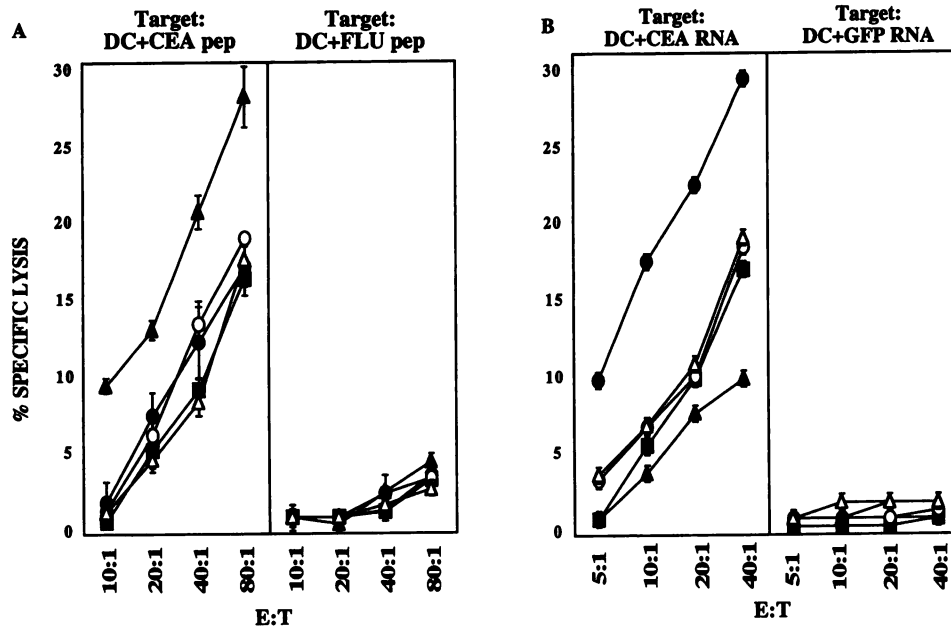 A
Target:
DC+CEA pep
Target:
DC+FLU pep
% SPECIFIC LYSIS
30
25
20
15
10
5
0
10:1
20:1
40:1
80:1
10:1
20:1
40:1
80:1
E:T
B
Target:
DC+CEA RNA
Target:
DC+GFP RNA
30
25
20
15
10
5
0
5:1
10:1
20:1
40:1
5:1
10:1
20:1
40:1
E:T